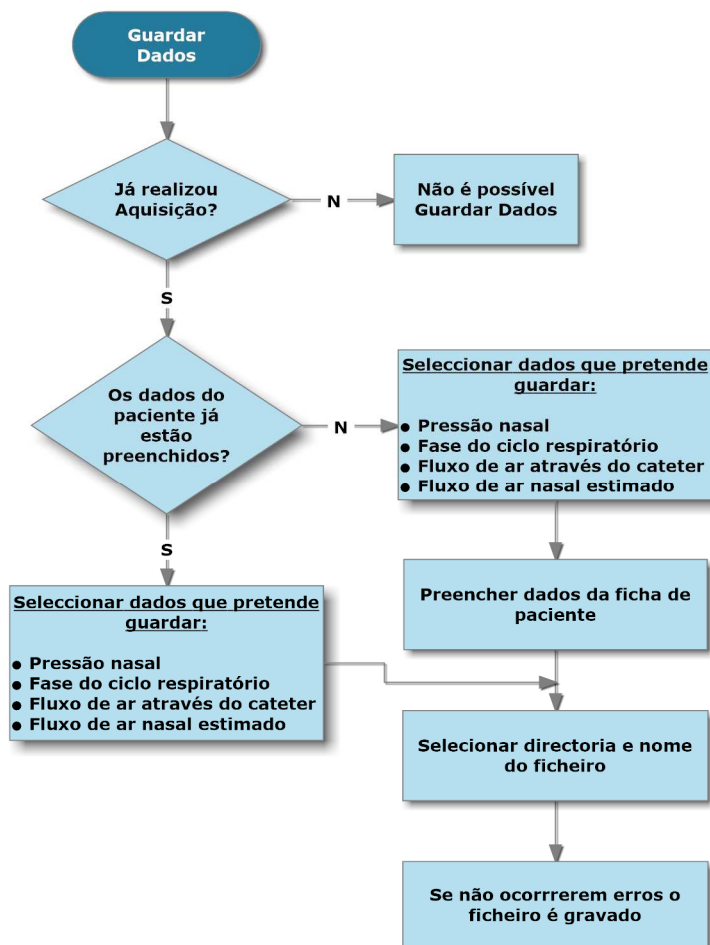 Guardar
Dados
Já realizou
Aquisição?
N
Não é possível
Guardar Dados
S
Os dados do
paciente já
estão
preenchidos?
N
Seleccionar dados que pretende
guardar:
● Pressão nasal
● Fase do ciclo respiratório
● Fluxo de ar através do cateter
● Fluxo de ar nasal estimado
S
Seleccionar dados que pretende
guardar:
● Pressão nasal
● Fase do ciclo respiratório
● Fluxo de ar através do cateter
● Fluxo de ar nasal estimado
Preencher dados da ficha de
paciente
Selecionar directoria e nome
do ficheiro
Se não ocorrrerem erros o
ficheiro é gravado